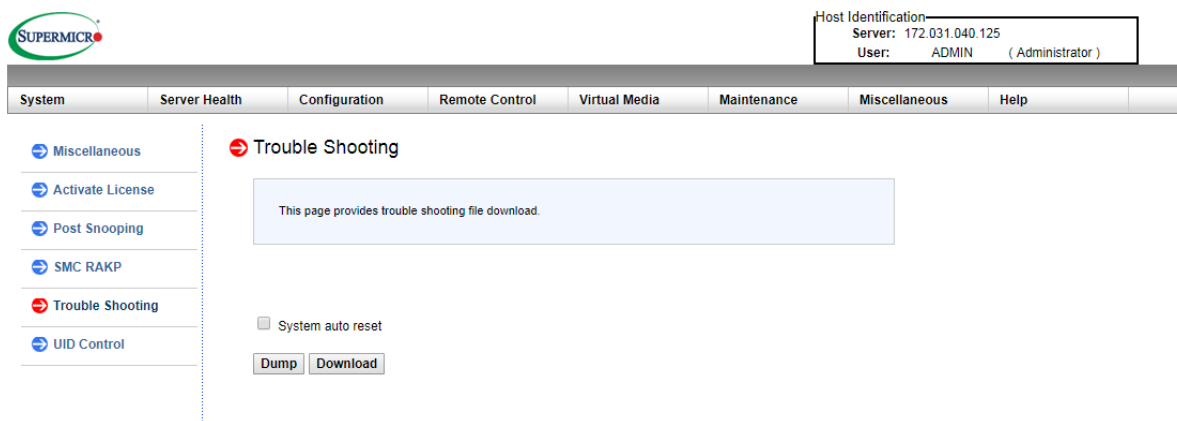 SUPERMICR
Host Identification
Server: 172.031.040.125
User: ADMIN ( Administrator )
System Server Health Configuration Remote Control Virtual Media Maintenance Miscellaneous Help
Miscellaneous
Activate License
Post Snooping
SMC RAKP
Trouble Shooting
UID Control
Trouble Shooting
This page provides trouble shooting file download.
System auto reset
Dump Download